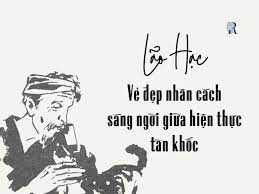 Lão Hạc
Vẻ đẹp nhân cách
sáng ngời giữa hiện thực
tàn khốc